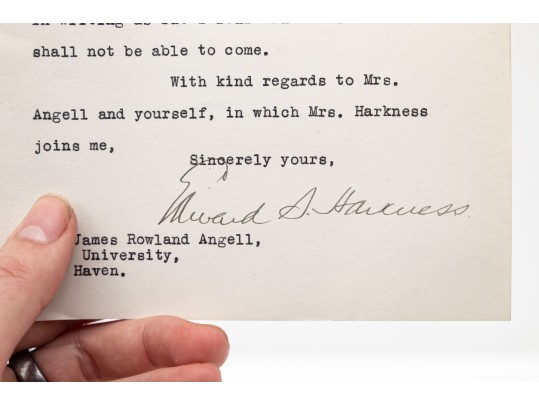 shall not be able to come.
With kind regards to Mrs.
Angell and yourself, in which Mrs. Harkness
joins me,
Sincerely yours,
Edward S. Harkness.
James Rowland Angell,
University,
Haven.